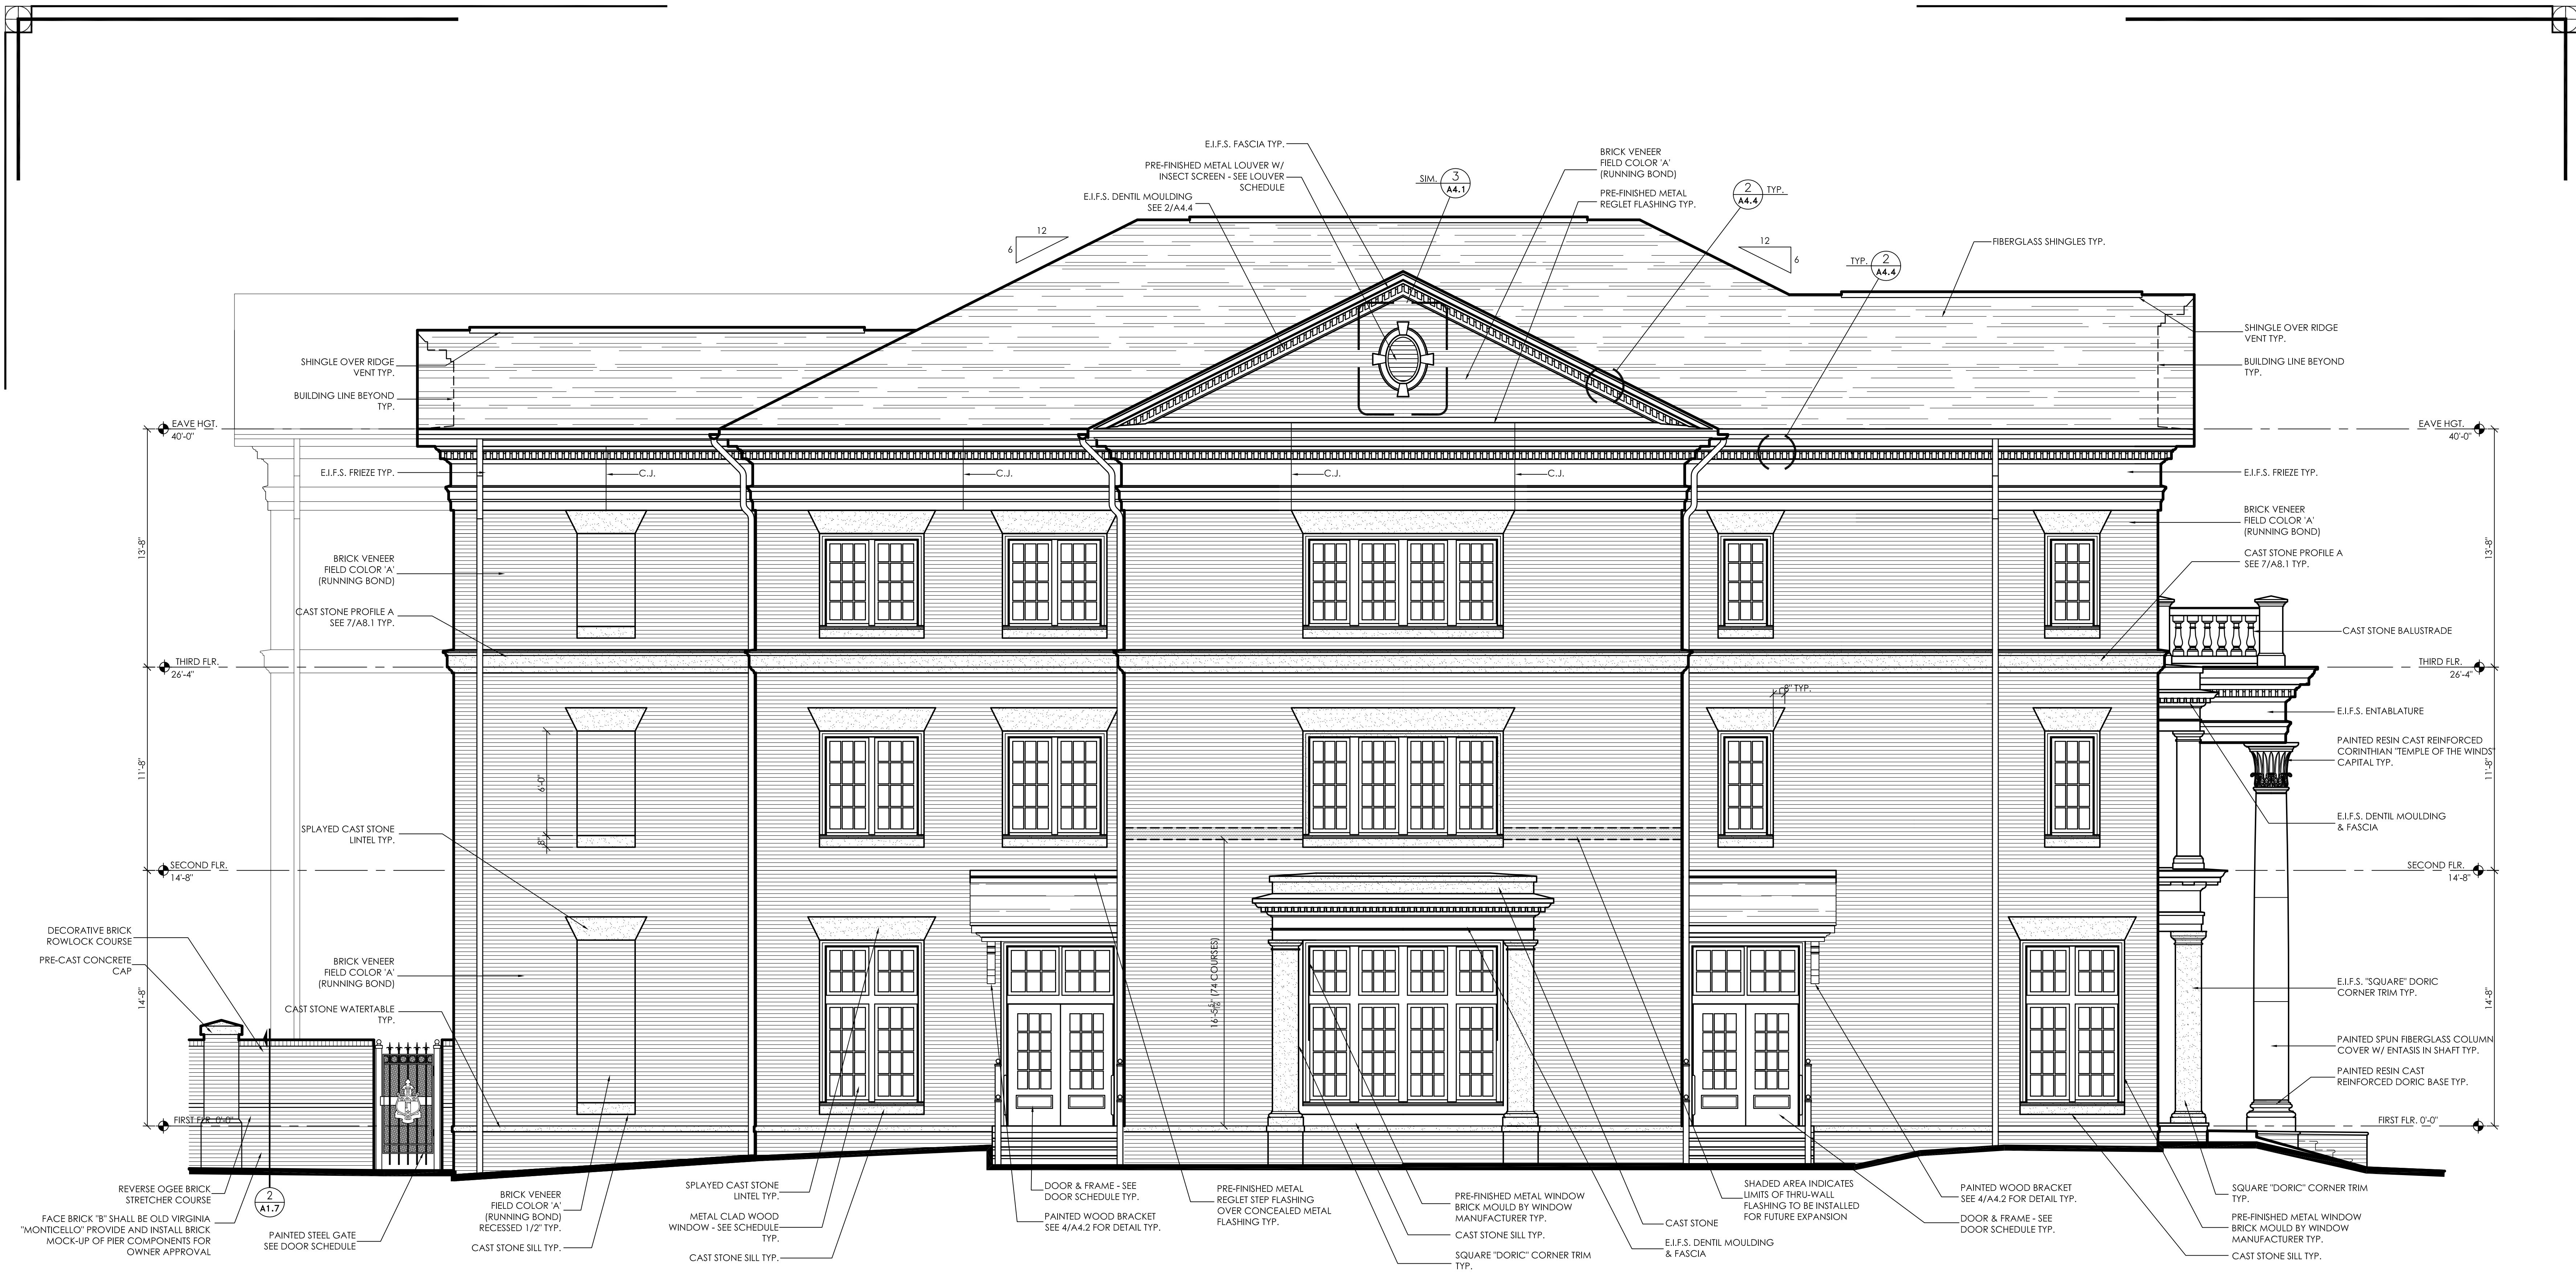 E.I.F.S. FASCIA TYP.
PRE-FINISHED METAL LOUVER W/
INSECT SCREEN - SEE LOUVER
SCHEDULE
E.I.F.S. DENTIL MOULDING
SEE 2/A4.4
SIM.
3
A4.1
BRICK VENEER
FIELD COLOR 'A'
(RUNNING BOND)
PRE-FINISHED METAL
REGLET FLASHING TYP.
2
A4.4
TYP.
12
6
12
6
TYP.
2
A4.4
FIBERGLASS SHINGLES TYP.
SHINGLE OVER RIDGE
VENT TYP.
BUILDING LINE BEYOND
TYP.
EAVE HGT.
40'-0"
E.I.F.S. FRIEZE TYP.
C.J.
C.J.
C.J.
C.J.
13'-8"
BRICK VENEER
FIELD COLOR 'A'
(RUNNING BOND)
CAST STONE PROFILE A
SEE 7/A8.1 TYP.
THIRD FLR.
26'-4"
11'-8"
6'-0"
8"
SPLAYED CAST STONE
LINTEL TYP.
SECOND FLR.
14'-8"
DECORATIVE BRICK
ROWLOCK COURSE
PRE-CAST CONCRETE
CAP
BRICK VENEER
FIELD COLOR 'A'
(RUNNING BOND)
14'-8"
CAST STONE WATERTABLE
TYP.
FIRST FLR. 0'-0"
8" TYP.
16'-5 5/16" (74 COURSES)
SHINGLE OVER RIDGE
VENT TYP.
BUILDING LINE BEYOND
TYP.
EAVE HGT.
40'-0"
E.I.F.S. FRIEZE TYP.
BRICK VENEER
FIELD COLOR 'A'
(RUNNING BOND)
13'-8"
CAST STONE PROFILE A
SEE 7/A8.1 TYP.
CAST STONE BALUSTRADE
THIRD FLR.
26'-4"
E.I.F.S. ENTABLATURE
PAINTED RESIN CAST REINFORCED
CORINTHIAN "TEMPLE OF THE WINDS"
CAPITAL TYP.
11'-8"
E.I.F.S. DENTIL MOULDING
& FASCIA
SECOND FLR.
14'-8"
E.I.F.S. "SQUARE" DORIC
CORNER TRIM TYP.
14'-8"
PAINTED SPUN FIBERGLASS COLUMN
COVER W/ ENTASIS IN SHAFT TYP.
PAINTED RESIN CAST
REINFORCED DORIC BASE TYP.
FIRST FLR. 0'-0"
REVERSE OGEE BRICK
STRETCHER COURSE
FACE BRICK "B" SHALL BE OLD VIRGINIA
"MONTICELLO" PROVIDE AND INSTALL BRICK
MOCK-UP OF PIER COMPONENTS FOR
OWNER APPROVAL
2
A1.7
PAINTED STEEL GATE
SEE DOOR SCHEDULE
BRICK VENEER
FIELD COLOR 'A'
(RUNNING BOND)
RECESSED 1/2" TYP.
CAST STONE SILL TYP.
SPLAYED CAST STONE
LINTEL TYP.
METAL CLAD WOOD
WINDOW - SEE SCHEDULE
TYP.
CAST STONE SILL TYP.
DOOR & FRAME - SEE
DOOR SCHEDULE TYP.
PAINTED WOOD BRACKET
SEE 4/A4.2 FOR DETAIL TYP.
PRE-FINISHED METAL
REGLET STEP FLASHING
OVER CONCEALED METAL
FLASHING TYP.
PRE-FINISHED METAL WINDOW
BRICK MOULD BY WINDOW
MANUFACTURER TYP.
CAST STONE SILL TYP.
SQUARE "DORIC" CORNER TRIM
TYP.
CAST STONE
E.I.F.S. DENTIL MOULDING
& FASCIA
SHADED AREA INDICATES
LIMITS OF THRU-WALL
FLASHING TO BE INSTALLED
FOR FUTURE EXPANSION
PAINTED WOOD BRACKET
SEE 4/A4.2 FOR DETAIL TYP.
DOOR & FRAME - SEE
DOOR SCHEDULE TYP.
SQUARE "DORIC" CORNER TRIM
TYP.
PRE-FINISHED METAL WINDOW
BRICK MOULD BY WINDOW
MANUFACTURER TYP.
CAST STONE SILL TYP.